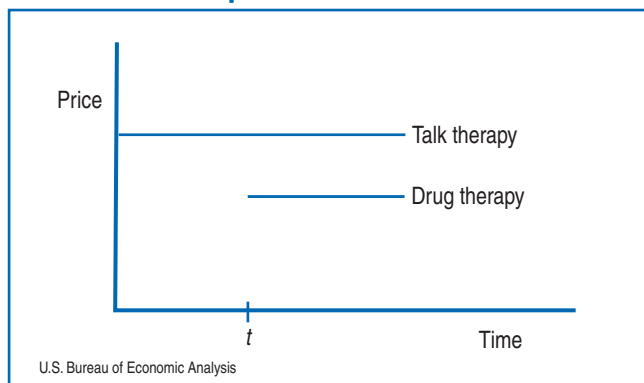 Price
Talk therapy
Drug therapy
t
Time
U.S. Bureau of Economic Analysis